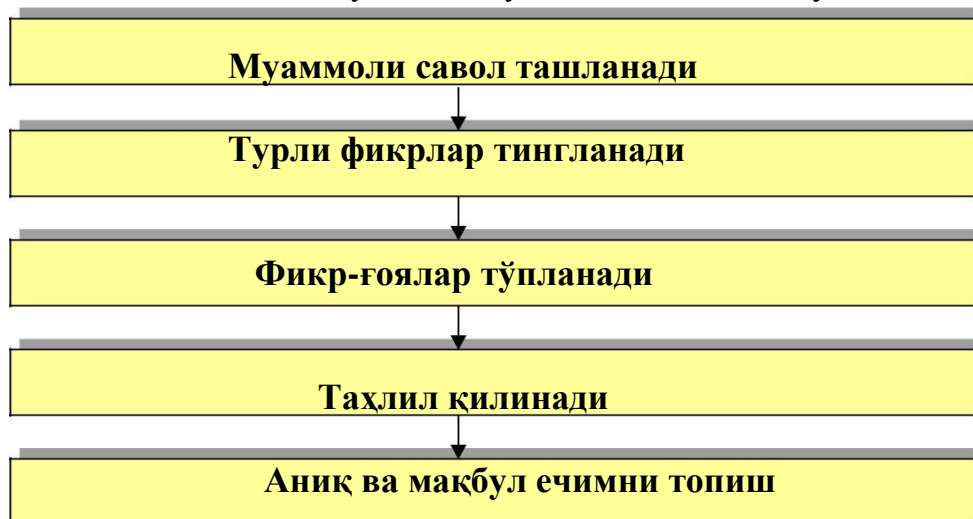 Муаммоли савол ташланади
Турли фикрлар тингланади
Фикр-ғоялар тўпланади
Таҳлил қилинади
Аниқ ва мақбул ечимни топиш